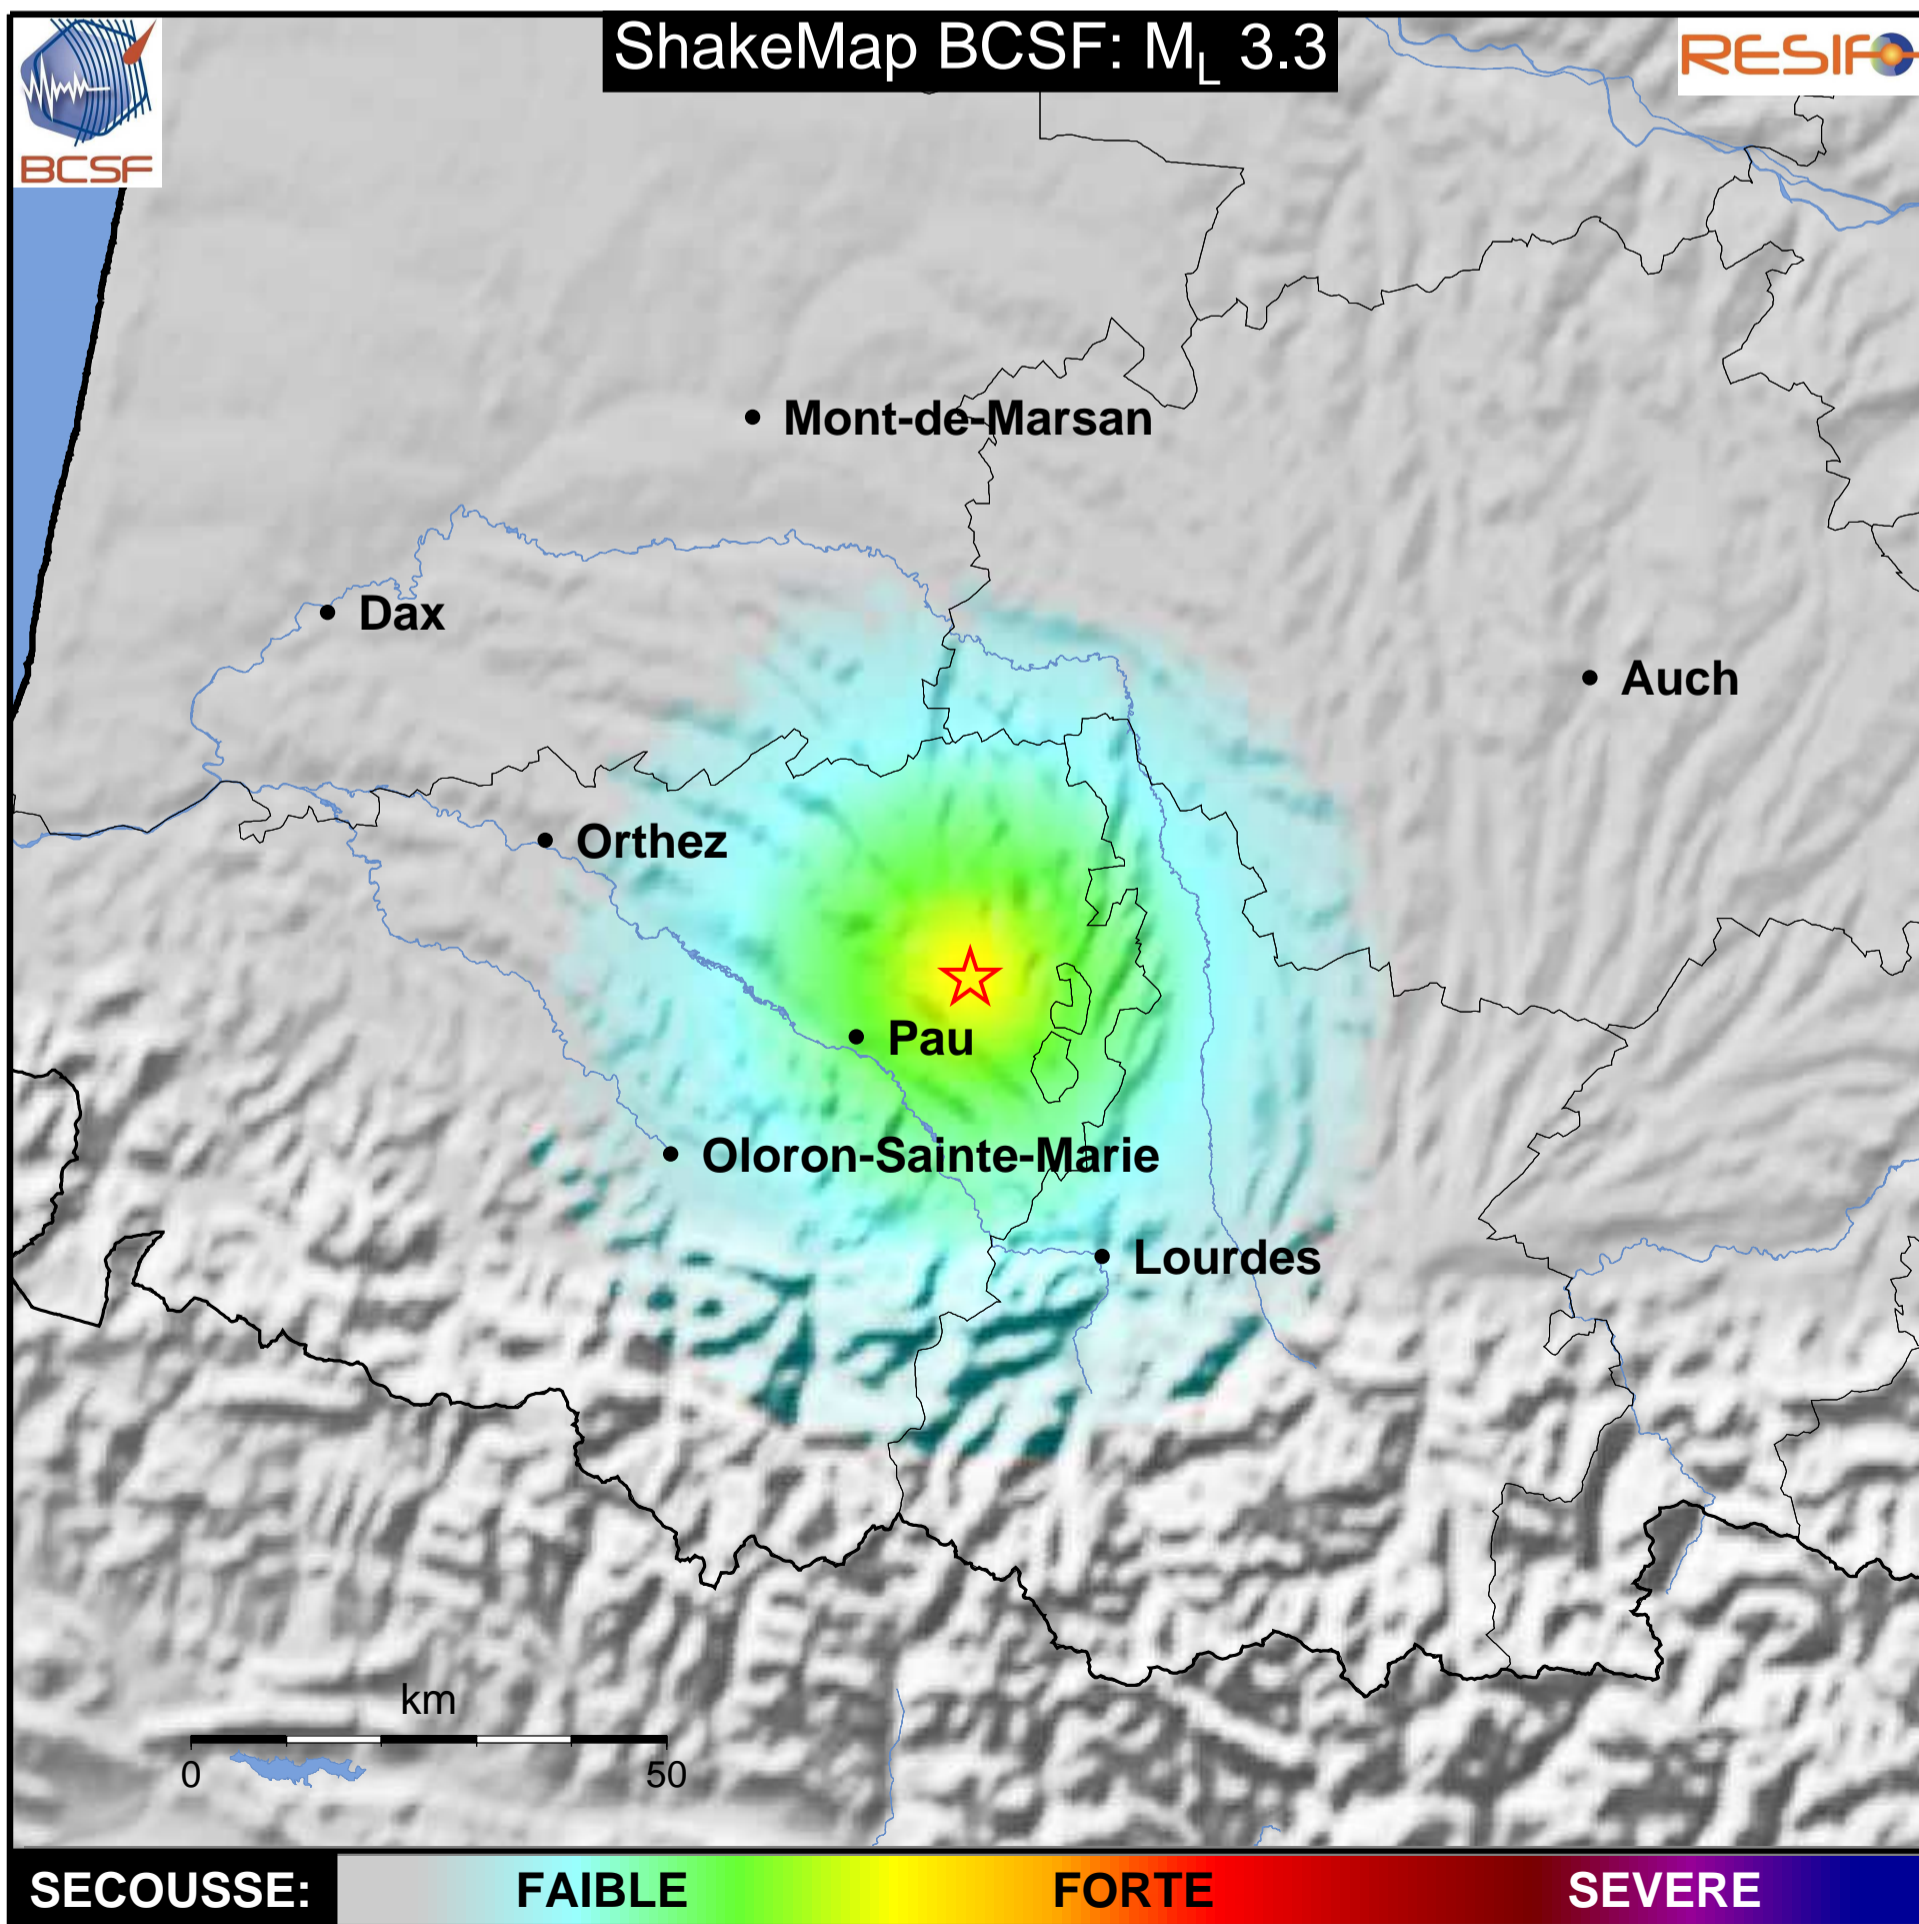 ShakeMap BCSF: ML 3.3
BCSF
RESIF
Mont-de-Marsan
Dax
Auch
Orthez
Pau
Oloron-Sainte-Marie
Lourdes
km
0 50
SECOUSSE: FAIBLE FORTE SEVERE